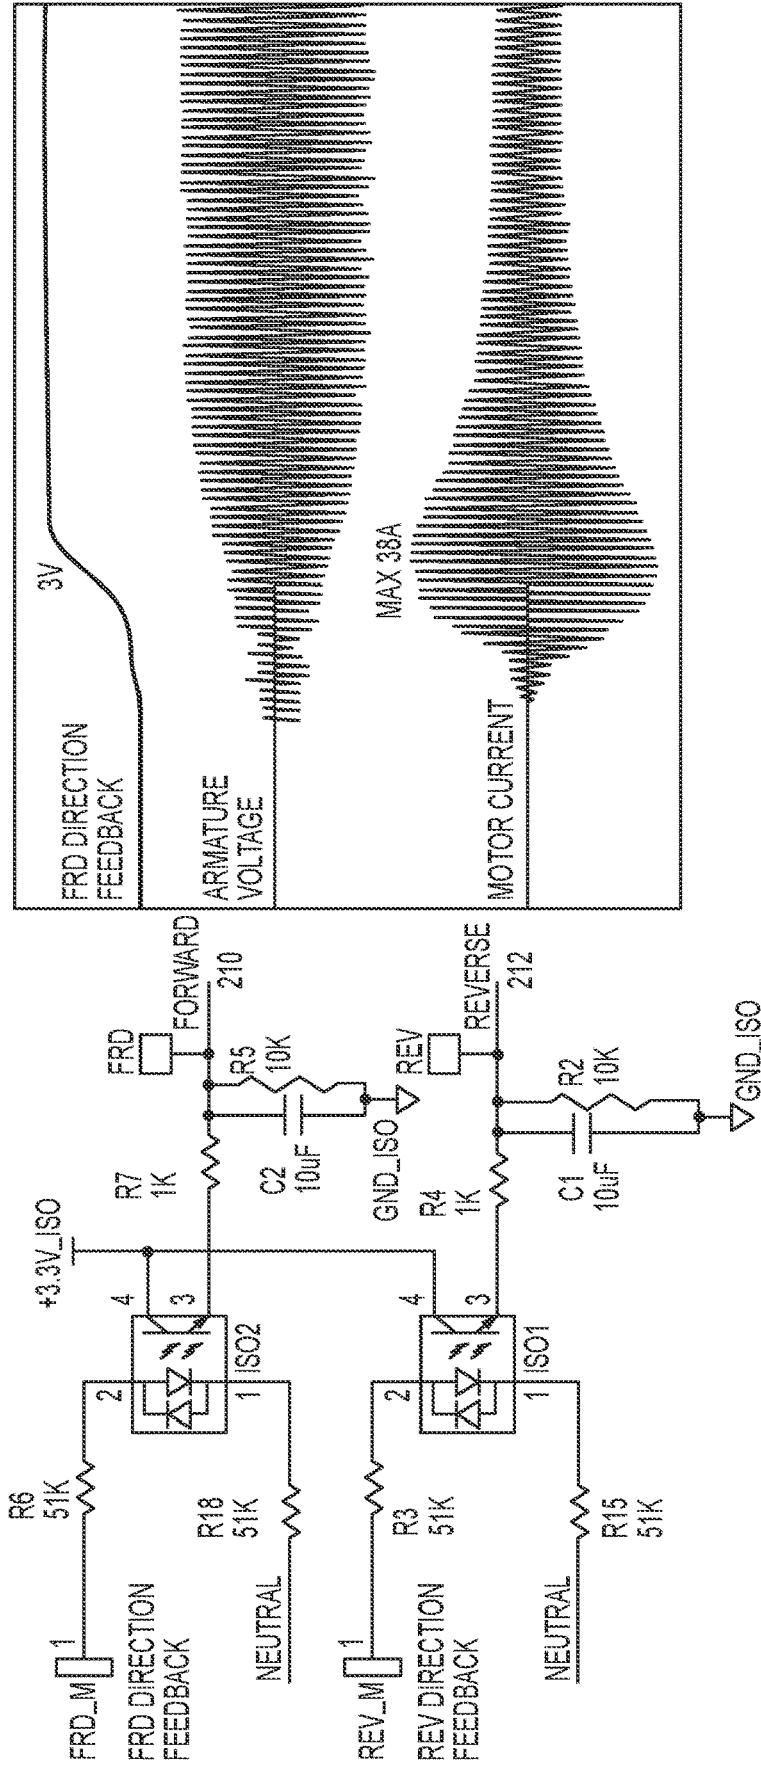 FRD_M
1
FRD DIRECTION
FEEDBACK
R6
51K
NEUTRAL
R18
51K
2
1
4
3
ISO2
+3.3V_ISO
R7
1K
C2
10uF
R5
10K
GND_ISO
FRD
FORWARD
210
REV_M
1
REV DIRECTION
FEEDBACK
R3
51K
NEUTRAL
R15
51K
2
1
4
3
ISO1
R4
1K
C1
10uF
R2
10K
GND_ISO
REV
REVERSE
212
FRD DIRECTION
FEEDBACK
3V
ARMATURE
VOLTAGE
MOTOR CURRENT
MAX 38A